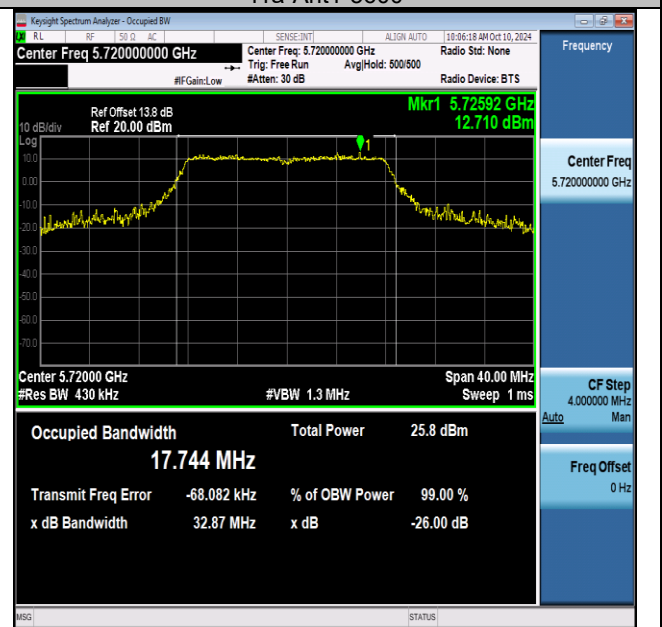 Keysight Spectrum Analyzer - Occupied BW
RL RF 50 Ω AC SENSE:INT ALIGN AUTO 10:06:18 AM Oct 10, 2024
Center Freq 5.720000000 GHz Center Freq: 5.720000000 GHz Radio Std: None Frequency
Trig: Free Run Avg|Hold: 500/500
#IFGain:Low #Atten: 30 dB Radio Device: BTS
Ref Offset 13.8 dB Mkr1 5.72592 GHz
10 dB/div Ref 20.00 dBm 12.710 dBm
Log
1
10.0
0.00
-10.0
-20.0
-30.0
-40.0
-50.0
-60.0
-70.0
Center Freq
5.720000000 GHz
Center 5.72000 GHz Span 40.00 MHz
#Res BW 430 kHz #VBW 1.3 MHz Sweep 1 ms
CF Step
4.000000 MHz
Auto Man
Occupied Bandwidth Total Power 25.8 dBm
17.744 MHz
Freq Offset
0 Hz
Transmit Freq Error -68.082 kHz % of OBW Power 99.00 %
x dB Bandwidth 32.87 MHz x dB -26.00 dB
MSG STATUS